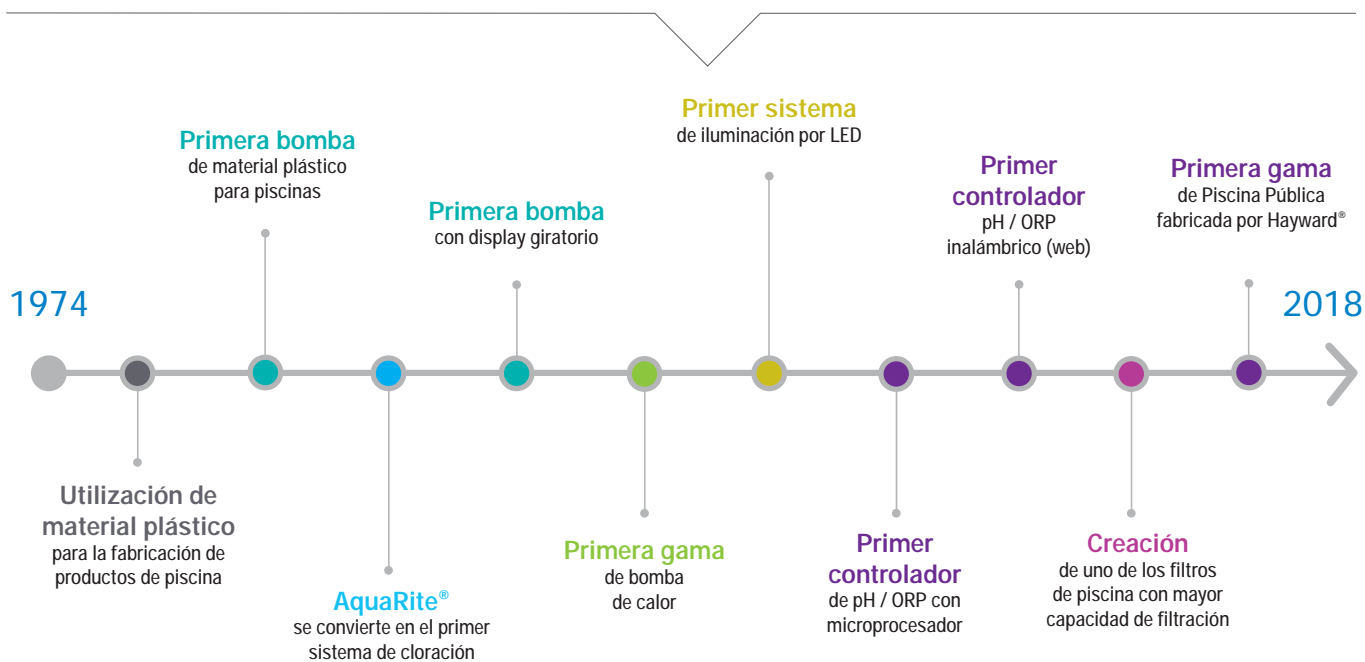 1974
Utilización de
material plástico
para la fabricación de
productos de piscina
Primera bomba
de material plástico
para piscinas
AquaRite®
se convierte en el primer
sistema de cloración
Primera bomba
con display giratorio
Primera gama
de bomba
de calor
Primer sistema
de iluminación por LED
Primer
controlador
de pH / ORP con
microprocesador
Primer
controlador
pH / ORP
inalámbrico (web)
Creación
de uno de los filtros
de piscina con mayor
capacidad de filtración
Primera gama
de Piscina Pública
fabricada por Hayward®
2018